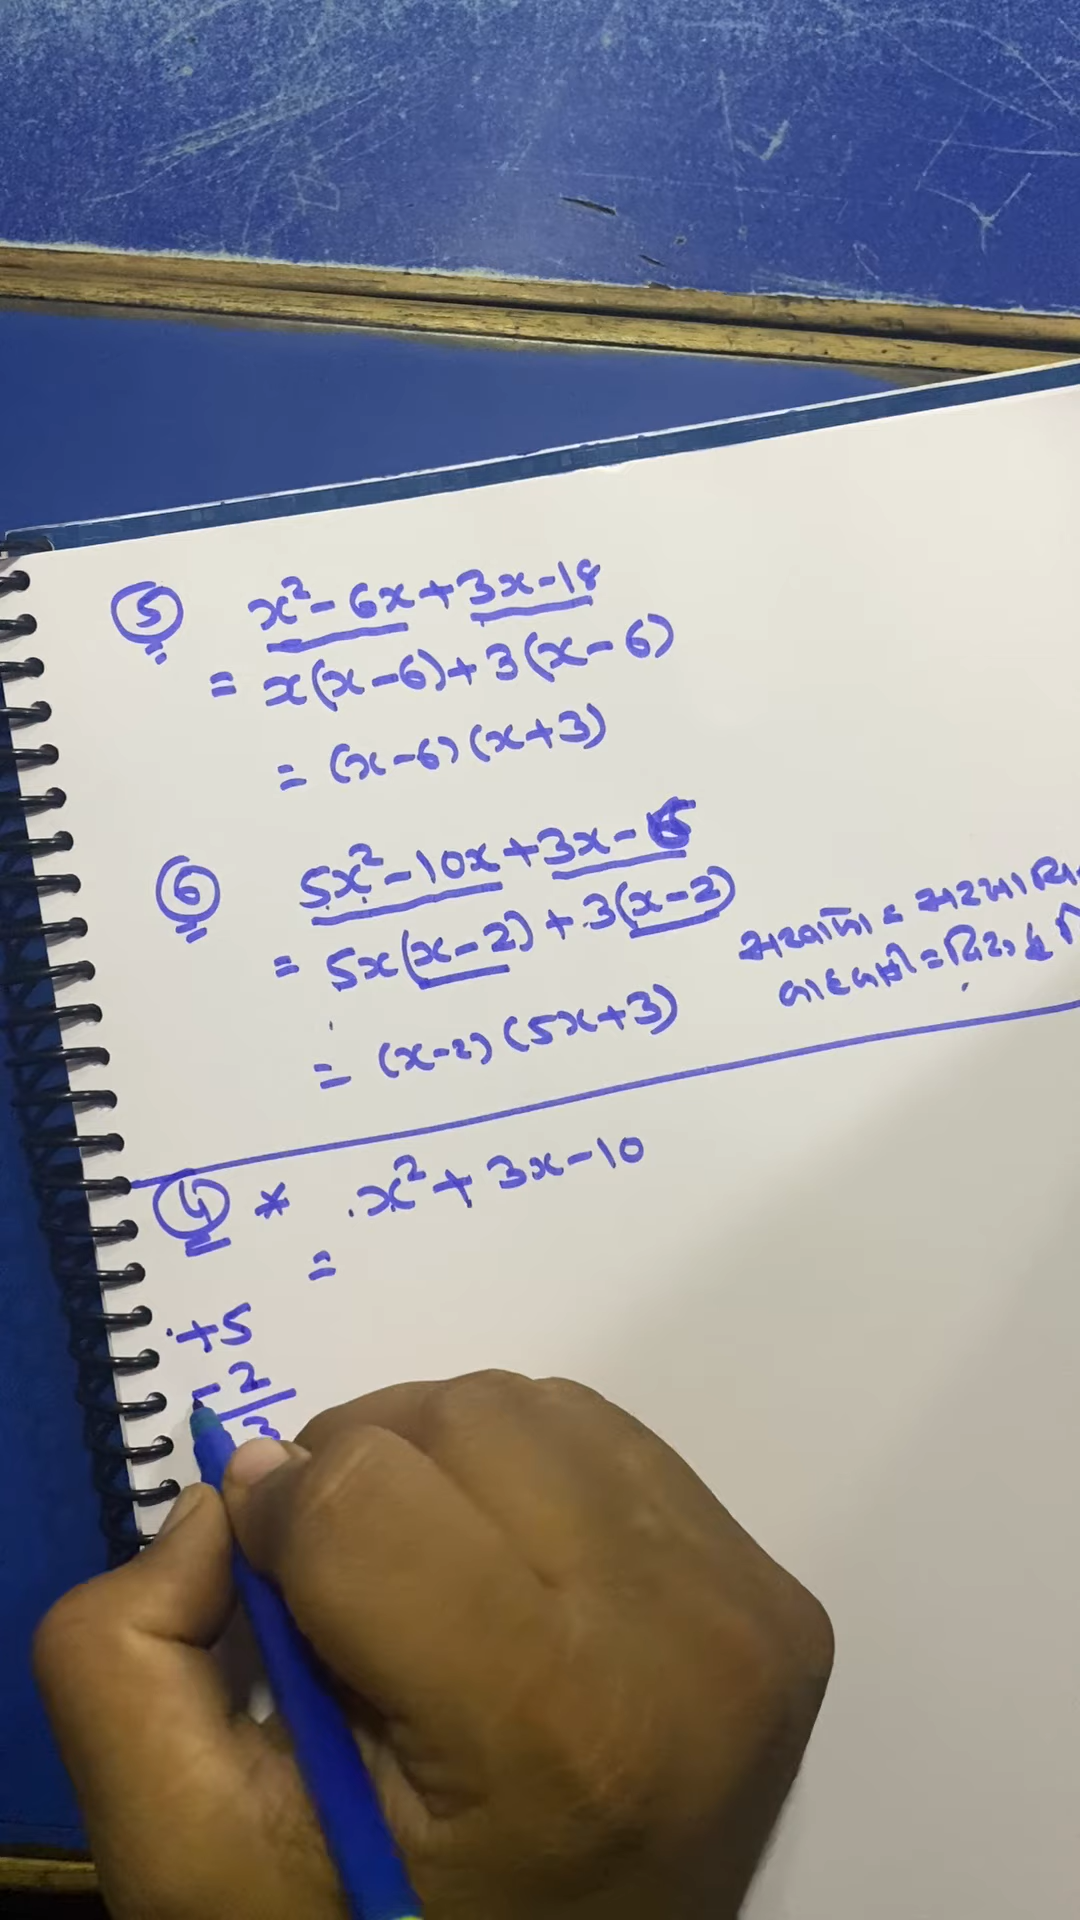 5 x² - 6x + 3x - 18
= x(x - 6) + 3(x - 6)
= (x - 6) (x + 3)
6 5x² - 10x + 3x - 6
= 5x(x - 2) + 3(x - 2)
= (x - 2) (5x + 3)
4 * x² + 3x - 10
=
+5
- 2
3